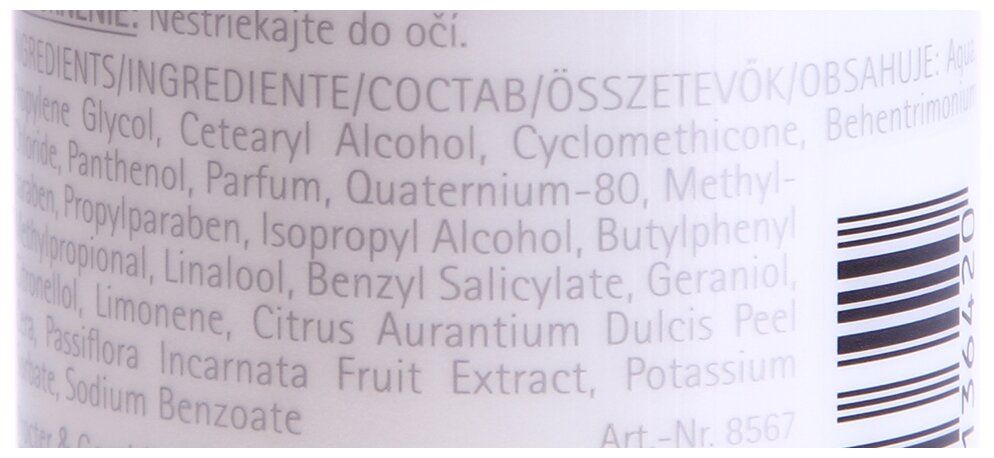 Nestriekajte do očí.
INGREDIENTS/INGREDIENTE/СОСТАВ/ÖSSZETEVŐK/OBSAHUJE: Aqua,
Glycol, Cetearyl Alcohol, Cyclomethicone, Behentrimonium
Panthenol, Parfum, Quaternium-80, Methyl-
Propylparaben, Isopropyl Alcohol, Butylphenyl
Linalool, Benzyl Salicylate, Geraniol,
Limonene, Citrus Aurantium Dulcis Peel
Passiflora Incarnata Fruit Extract, Potassium
Sodium Benzoate
Art.-Nr. 8567
136420